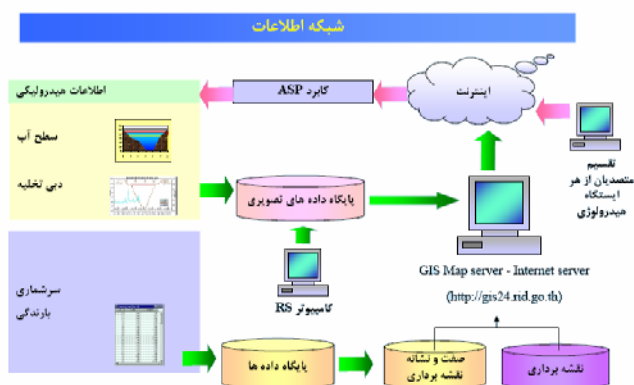 شبکه اطلاعات
اطلاعات هیدرولیکی
کابرد ASP
اینترنت
سطح آب
دبی تخلیه
پایگاه داده های تصویری
تقسیم
متصدیان از هر
ایستگاه
هیدرولوژی
GIS Map server - Internet server
(http://gis24.rid.go.th)
کامپیوتر RS
سرشماری
بارندگی
پایگاه داده ها
صفت و نشانه
نقشه برداری
نقشه برداری